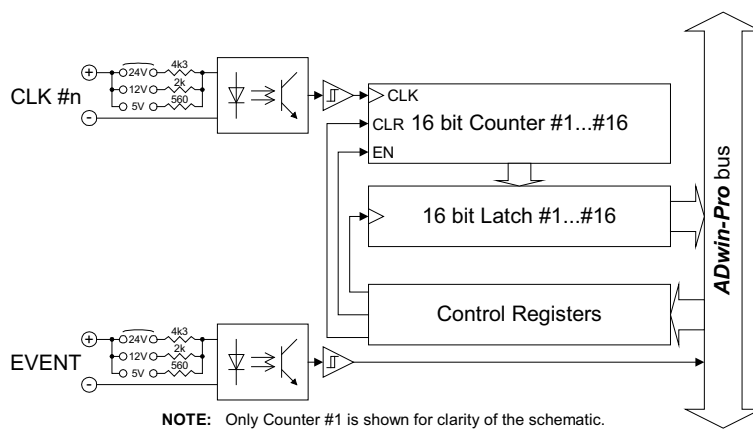 CLK #n
+
24V 4k3
12V 2k
5V 560
-
CLK
CLR 16 bit Counter #1...#16
EN
16 bit Latch #1...#16
Control Registers
ADwin-Pro bus
EVENT
+
24V 4k3
12V 2k
5V 560
-
NOTE: Only Counter #1 is shown for clarity of the schematic.